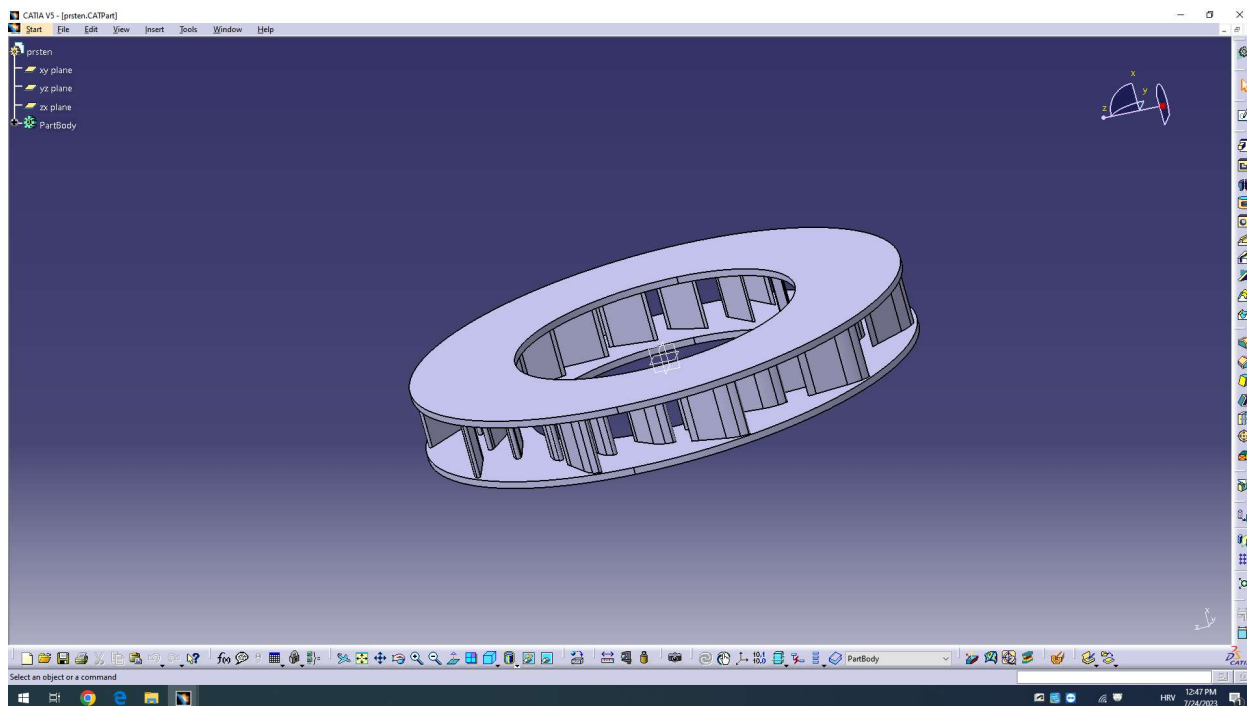 CATIA V5 - [prsten.CATPart]
Start File Edit View Insert Tools Window Help
prsten
xy plane
yz plane
zx plane
PartBody
x
y
z
x
y
z
PartBody
CATIA
Select an object or a command
HRV
12:47 PM
7/24/2023